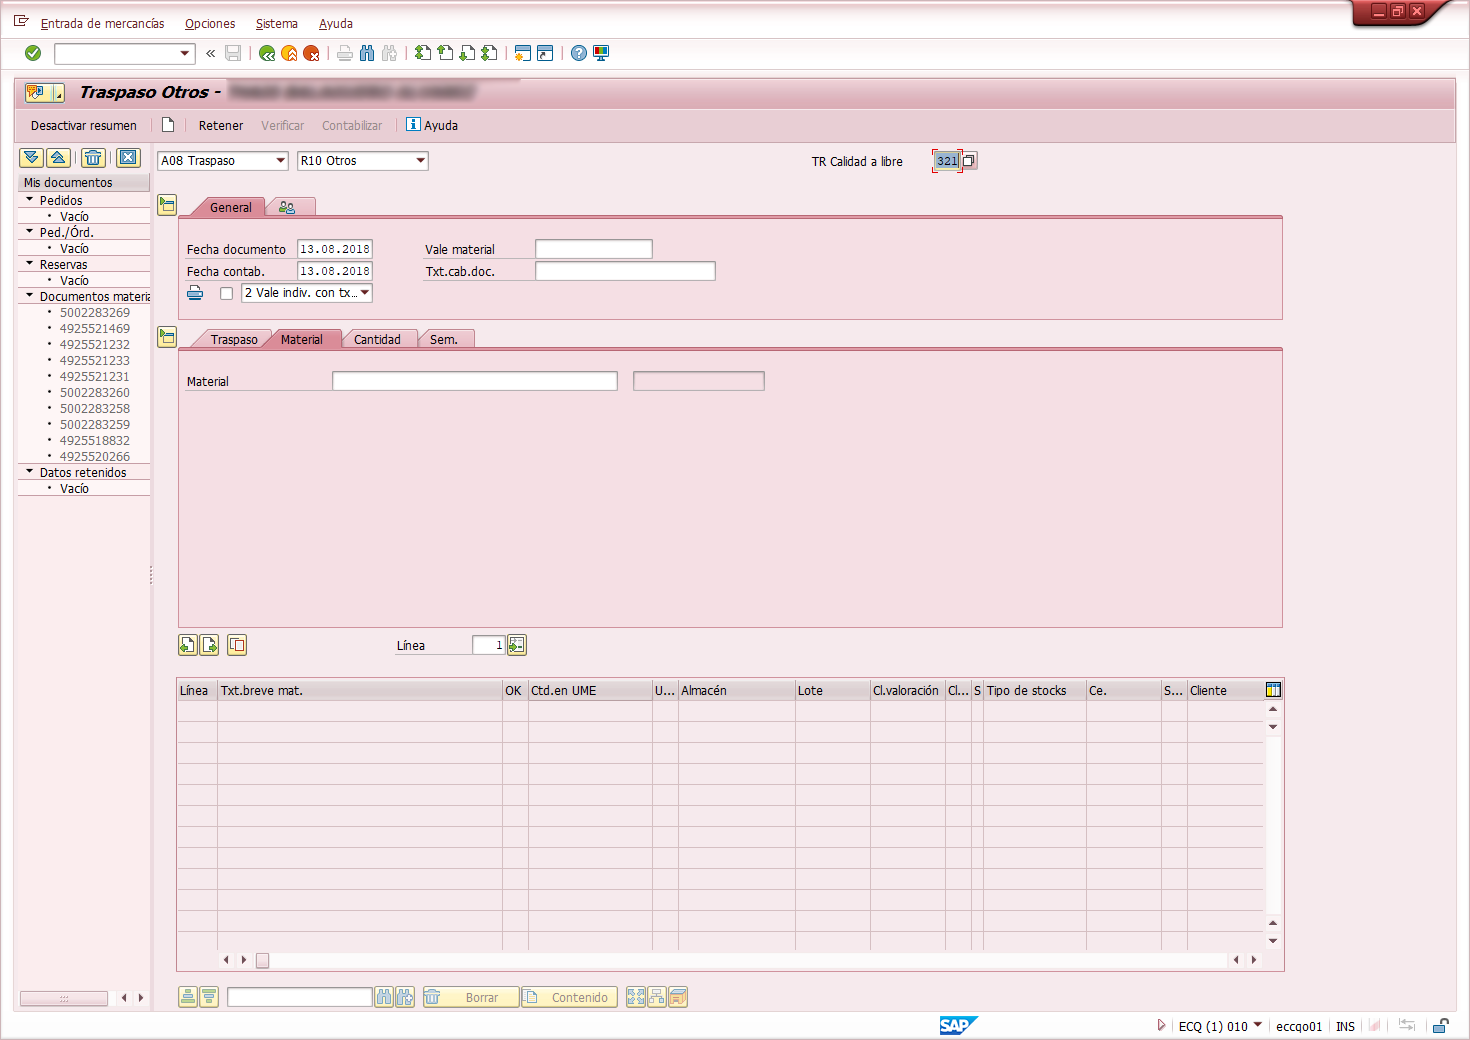 Entrada de mercancías Opciones Sistema Ayuda
Traspaso Otros -
Desactivar resumen Retener Verificar Contabilizar Ayuda
A08 Traspaso R10 Otros TR Calidad a libre 321
Mis documentos
Pedidos
Vacío
Ped./Órd.
Vacío
Reservas
Vacío
Documentos materia
5002283269
4925521469
4925521232
4925521233
4925521231
5002283260
5002283258
5002283259
4925518832
4925520266
Datos retenidos
Vacío
General
Fecha documento 13.08.2018 Vale material
Fecha contab. 13.08.2018 Txt.cab.doc.
2 Vale indiv. con tx...
Traspaso Material Cantidad Sem.
Material
Línea 1
Línea Txt.breve mat. OK Ctd.en UME U... Almacén Lote Cl.valoración Cl... S Tipo de stocks Ce. S... Cliente
Borrar Contenido
SAP ECQ (1) 010 eccqo01 INS